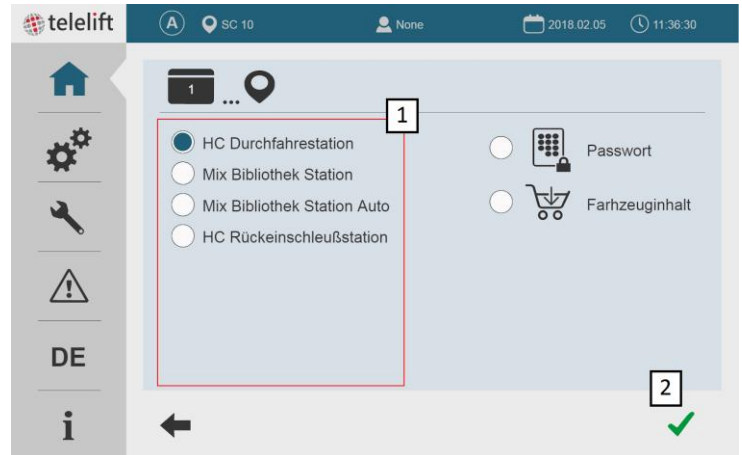 telelift
A
SC 10
None
2018.02.05
11:36:30
1
...
1
HC Durchfahrestation
Mix Bibliothek Station
Mix Bibliothek Station Auto
HC Rückeinschleußstation
Passwort
Farhzeuginhalt
DE
2
i